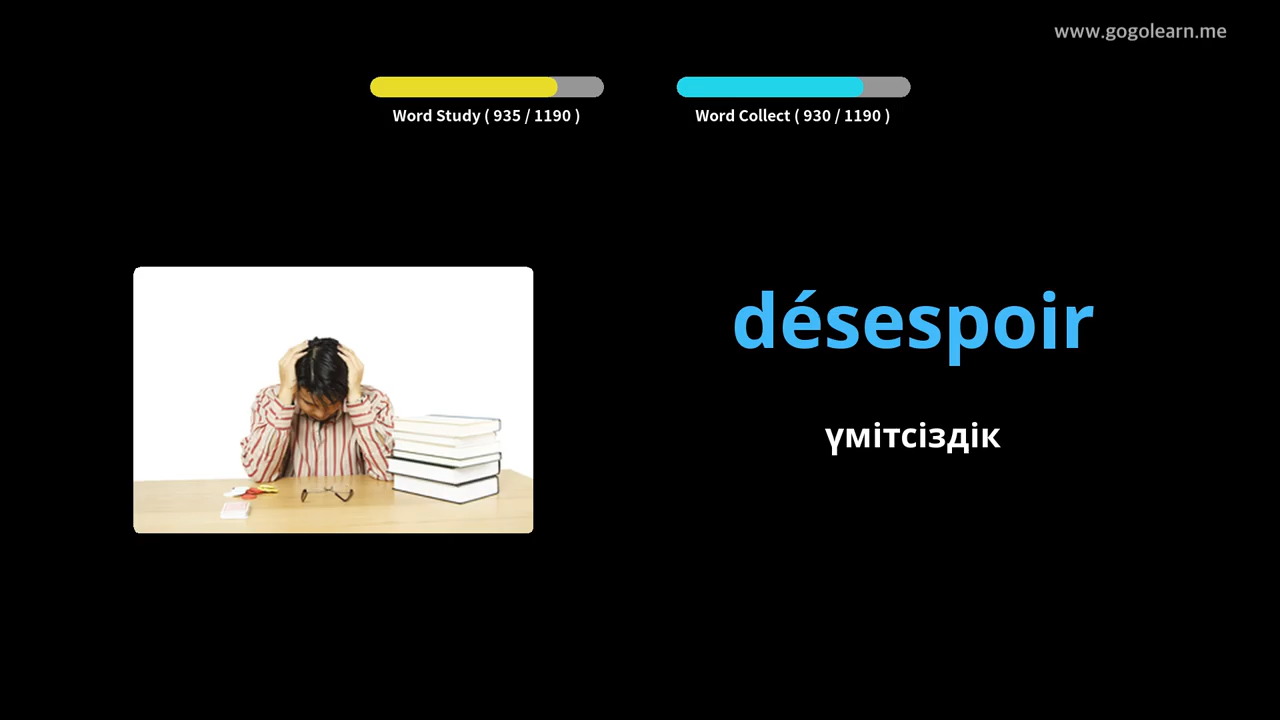 www.gogolearn.me
Word Study ( 935 / 1190 )
Word Collect ( 930 / 1190 )
désespoir
үмітсіздік